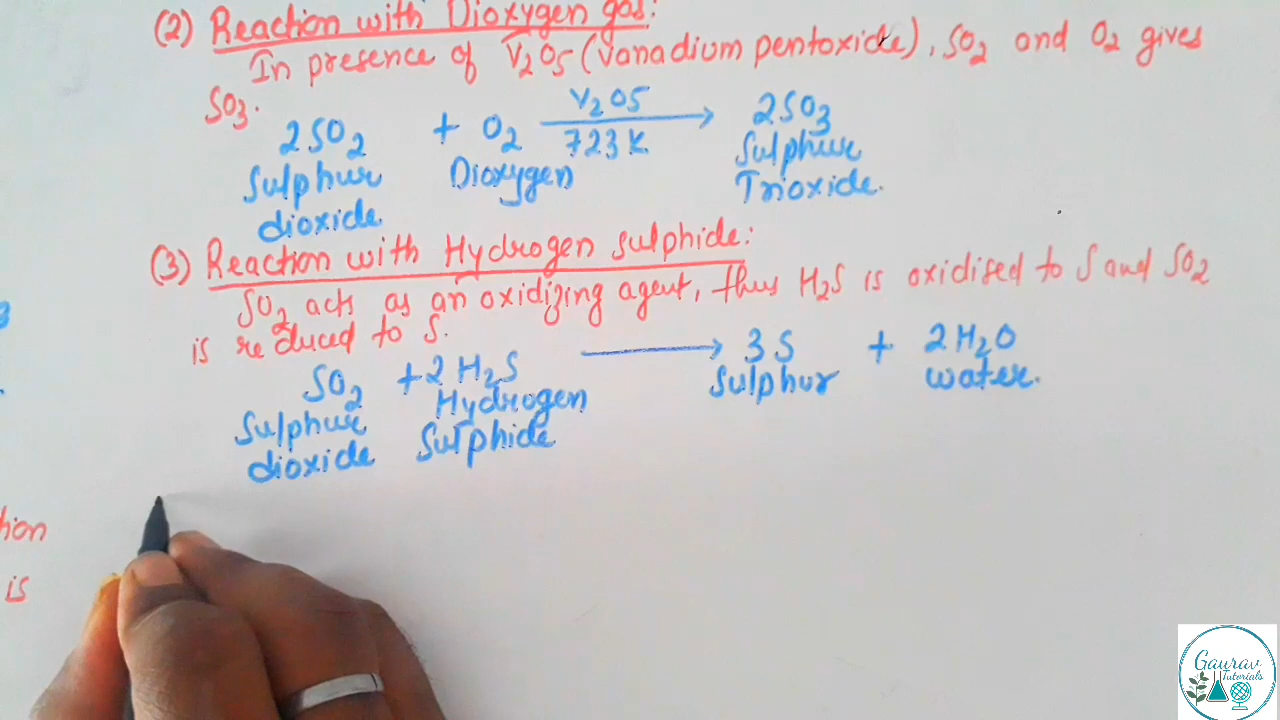 (2) Reaction with Dioxygen gas:
In presence of V2O5 (Vanadium pentoxide), SO2 and O2 gives
SO3.
2SO2 + O2 V2O5 723K 2SO3
Sulphur Dioxygen Sulphur
dioxide Trioxide.
(3) Reaction with Hydrogen sulphide:
SO2 acts as an oxidizing agent, thus H2S is oxidised to S and SO2
is reduced to S.
SO2 + 2H2S → 3S + 2H2O
Sulphur Hydrogen Sulphur water.
dioxide Sulphide
is
Gaurav
Tutorials